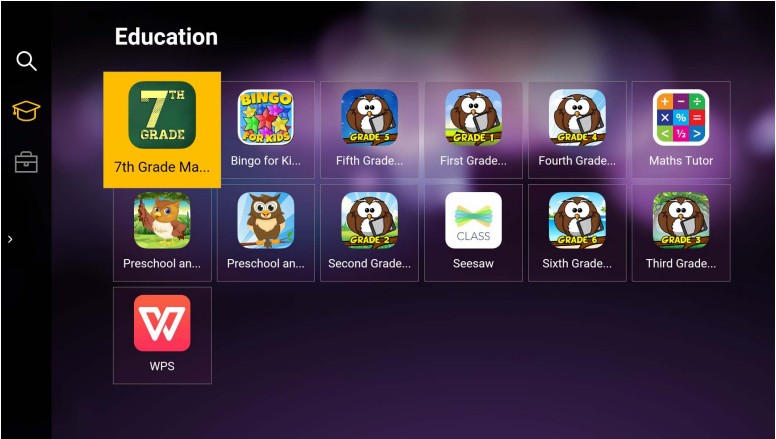 Education
7TH
GRADE
7th Grade Ma...
BINGO
FOR KIDS
Bingo for Ki...
GRADE 5
Fifth Grade...
GRADE 1
First Grade...
GRADE 4
Fourth Grade...
+ − ÷
× % =
< ½ >
Maths Tutor
Preschool an...
Preschool an...
GRADE 2
Second Grade...
CLASS
Seesaw
GRADE 6
Sixth Grade...
GRADE 3
Third Grade...
W
WPS